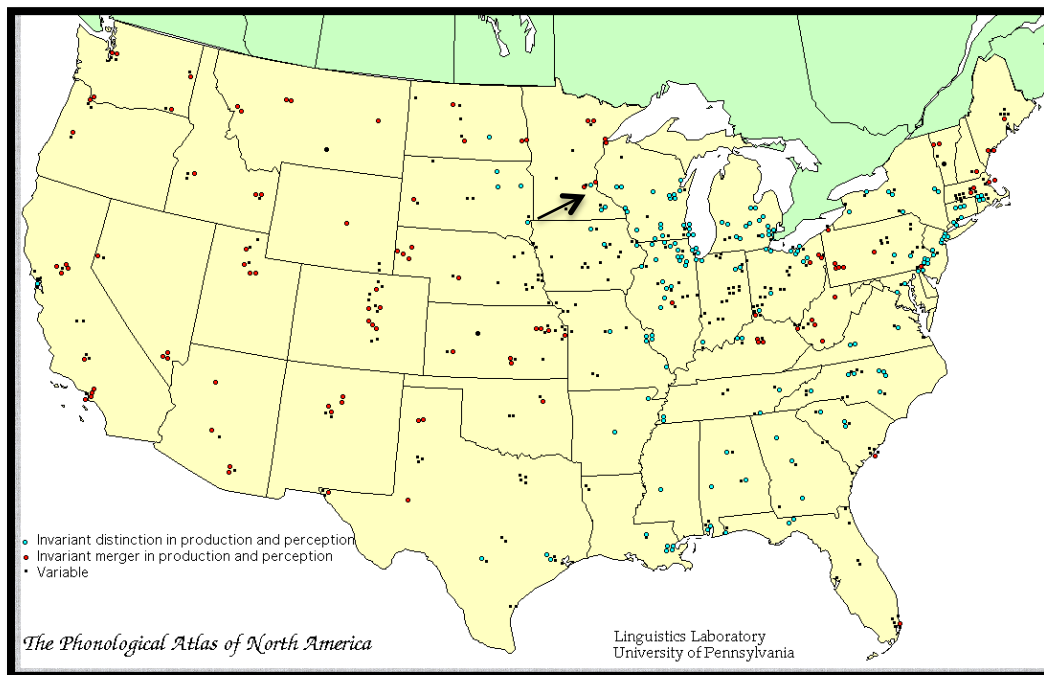 Invariant distinction in production and perception
Invariant merger in production and perception
Variable
The Phonological Atlas of North America
Linguistics Laboratory
University of Pennsylvania